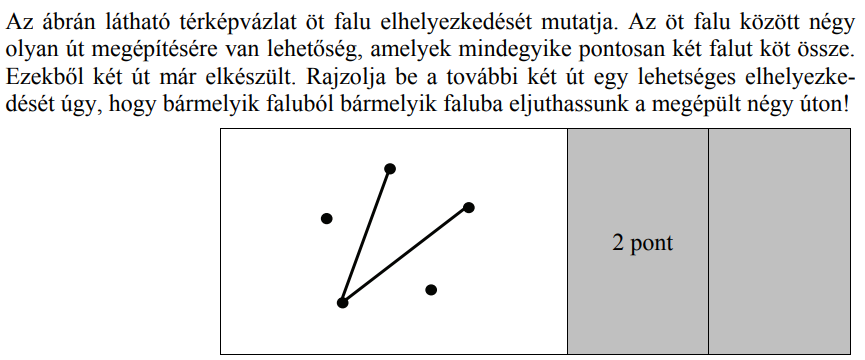 Az ábrán látható térképvázlat öt falu elhelyezkedését mutatja. Az öt falu között négy
olyan út megépítésére van lehetőség, amelyek mindegyike pontosan két falut köt össze.
Ezekből két út már elkészült. Rajzolja be a további két út egy lehetséges elhelyezke-
dését úgy, hogy bármelyik faluból bármelyik faluba eljuthassunk a megépült négy úton!
2 pont